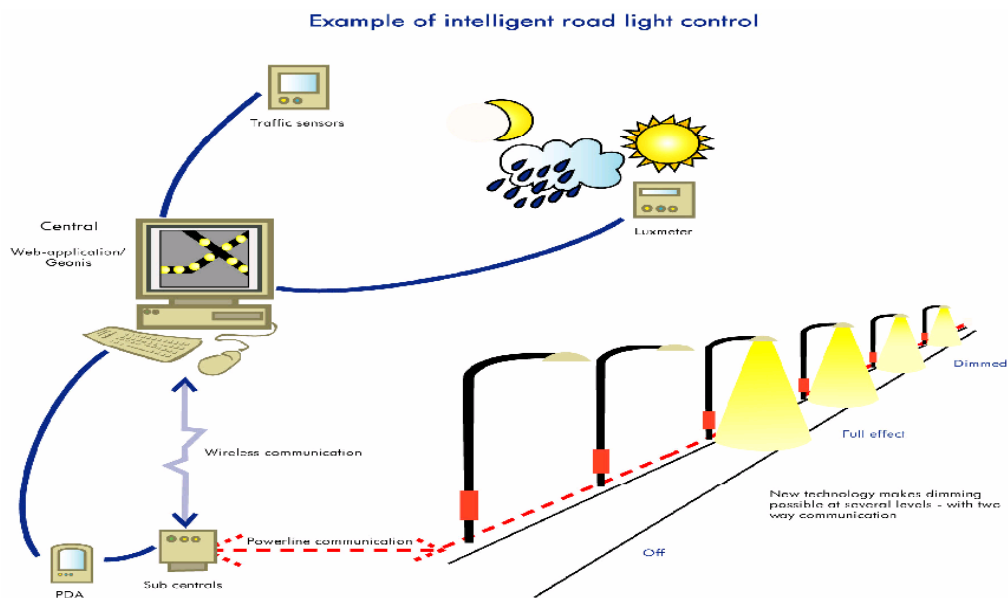 Example of intelligent road light control
Traffic sensors
Central
Web-application/
Geonis
Luxmeter
Dimmed
Full effect
Wireless communication
New technology makes dimming
possible at several levels - with two
way communication
Powerline communication
Off
PDA
Sub centrals